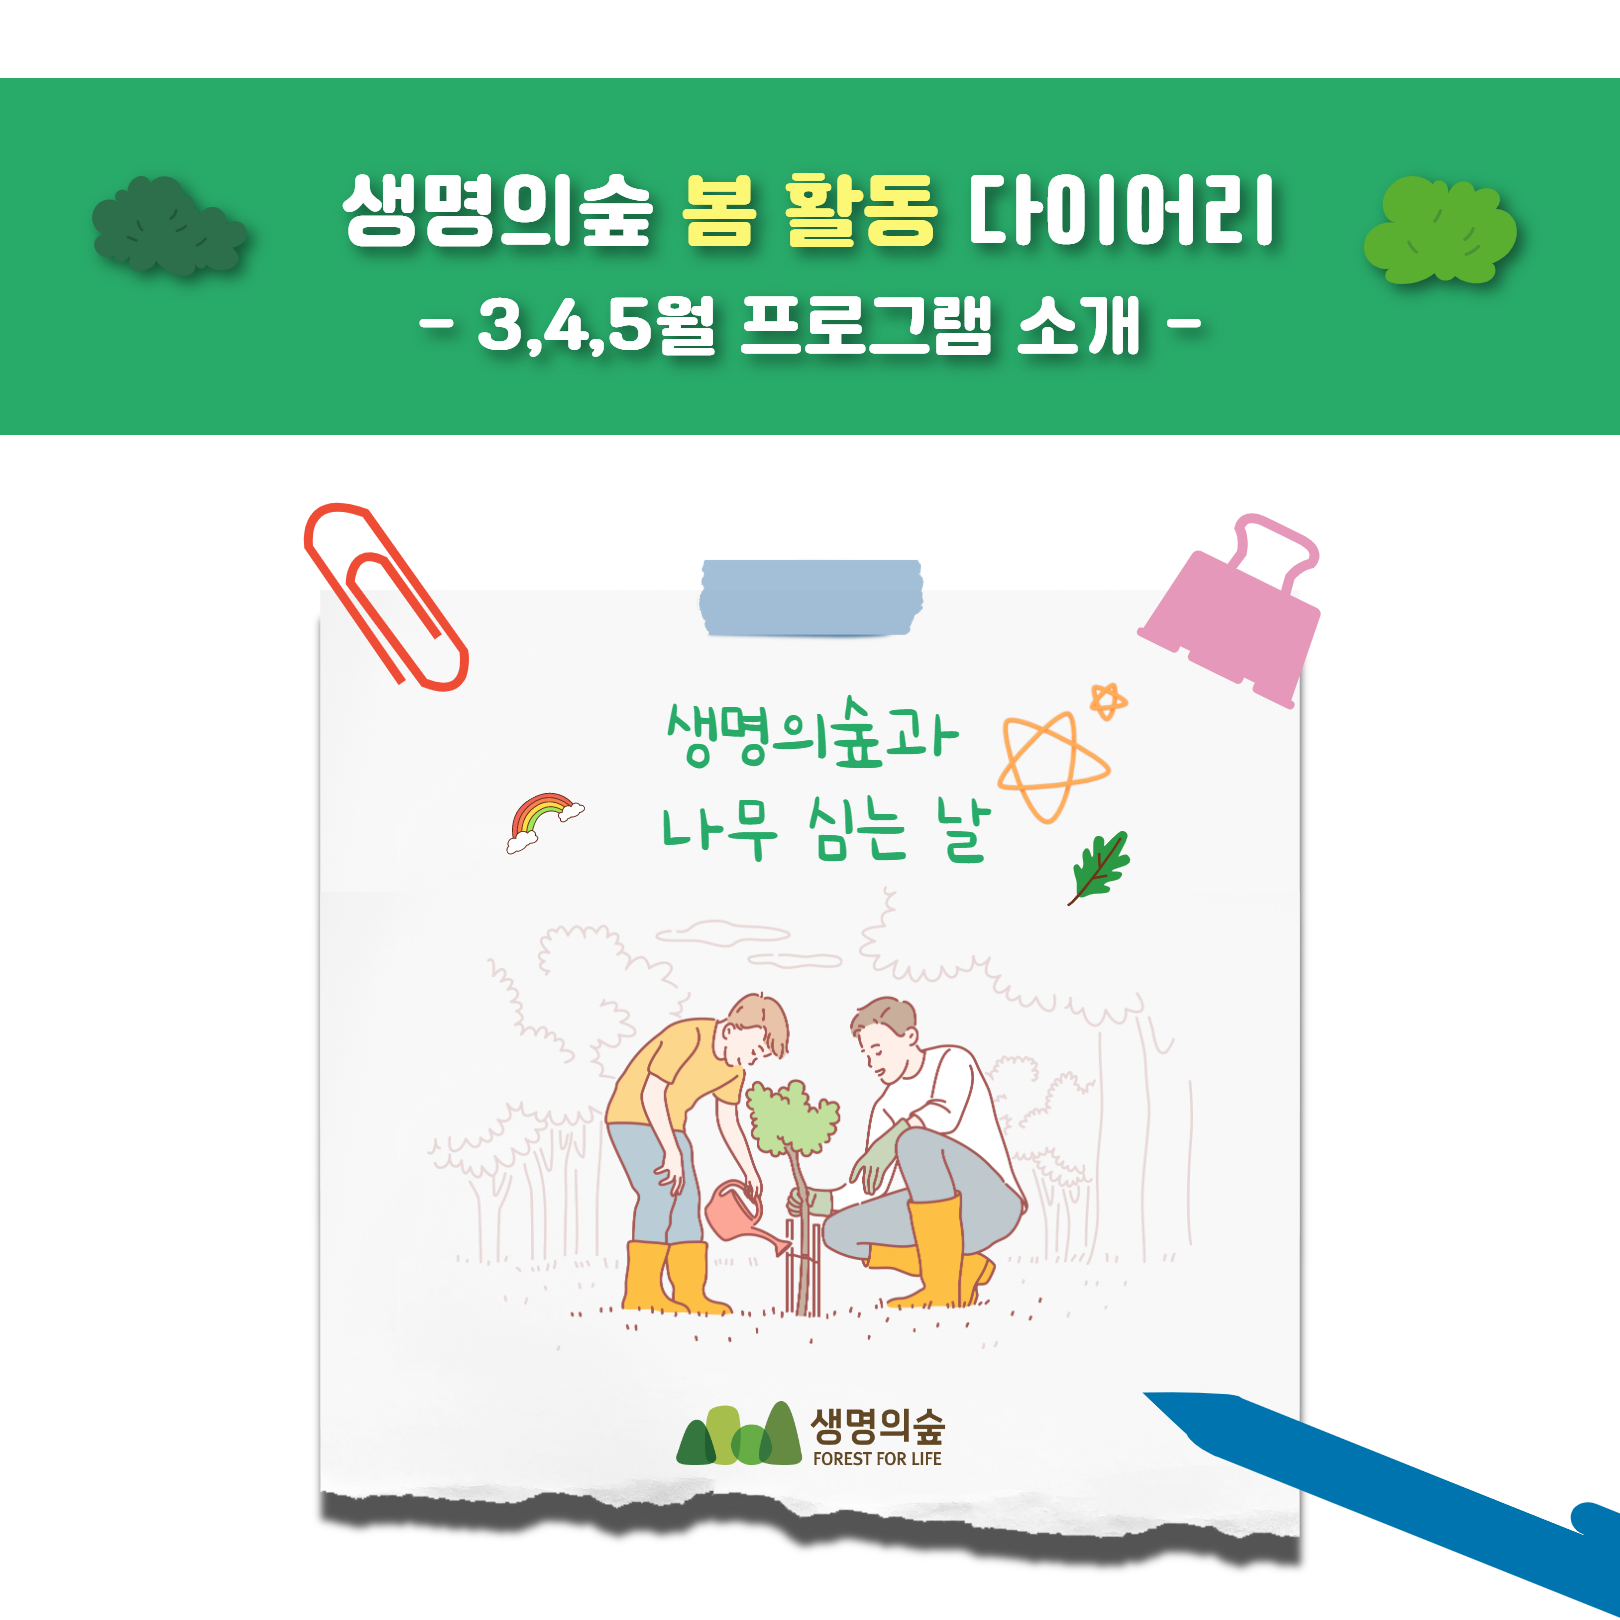 생명의숲 봄 활동 다이어리
- 3,4,5월 프로그램 소개 -
생명의숲과
나무 심는 날
생명의숲
FOREST FOR LIFE